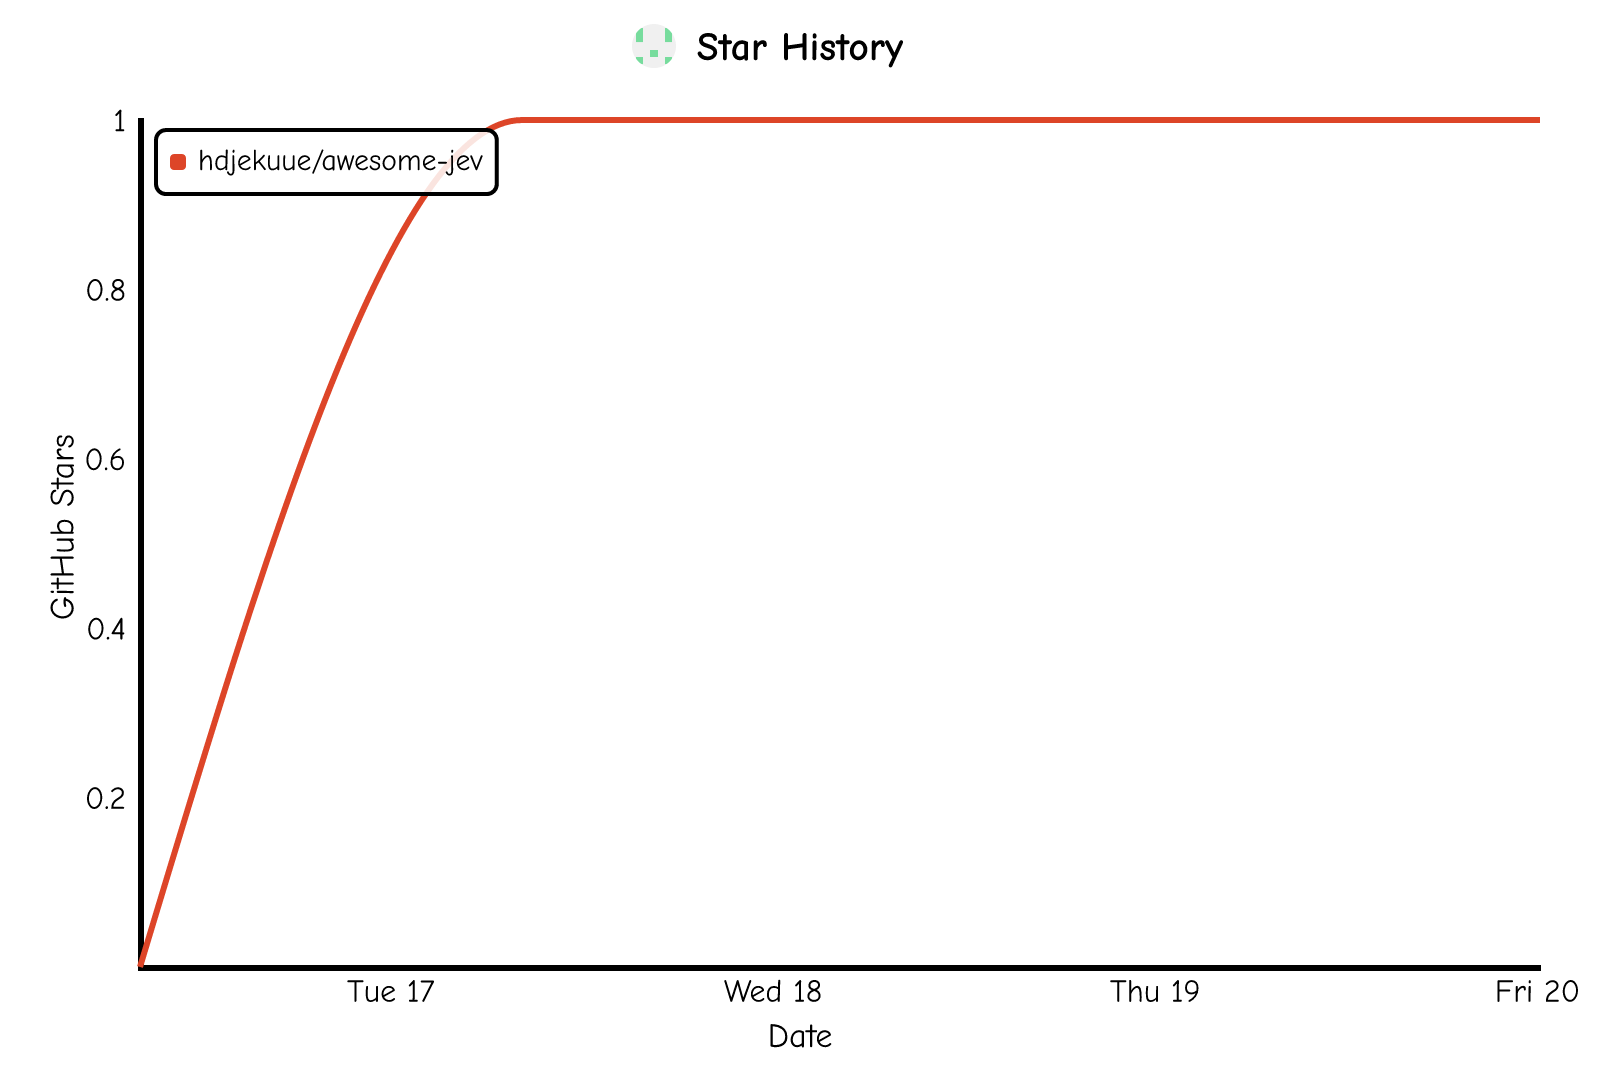 Star History
hdjekuue/awesome-jev
1
0.8
0.6
0.4
0.2
GitHub Stars
Tue 17
Wed 18
Thu 19
Fri 20
Date